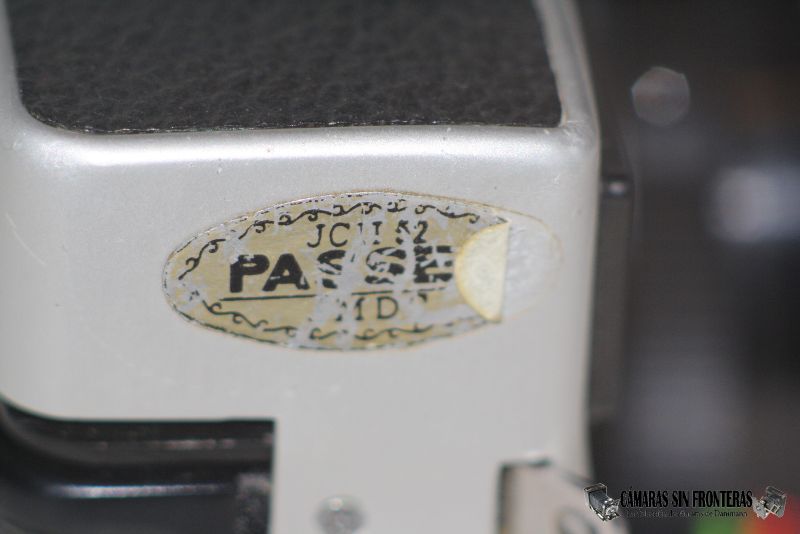 JCII 52
PASSE
MD
CÁMARAS SIN FRONTERAS